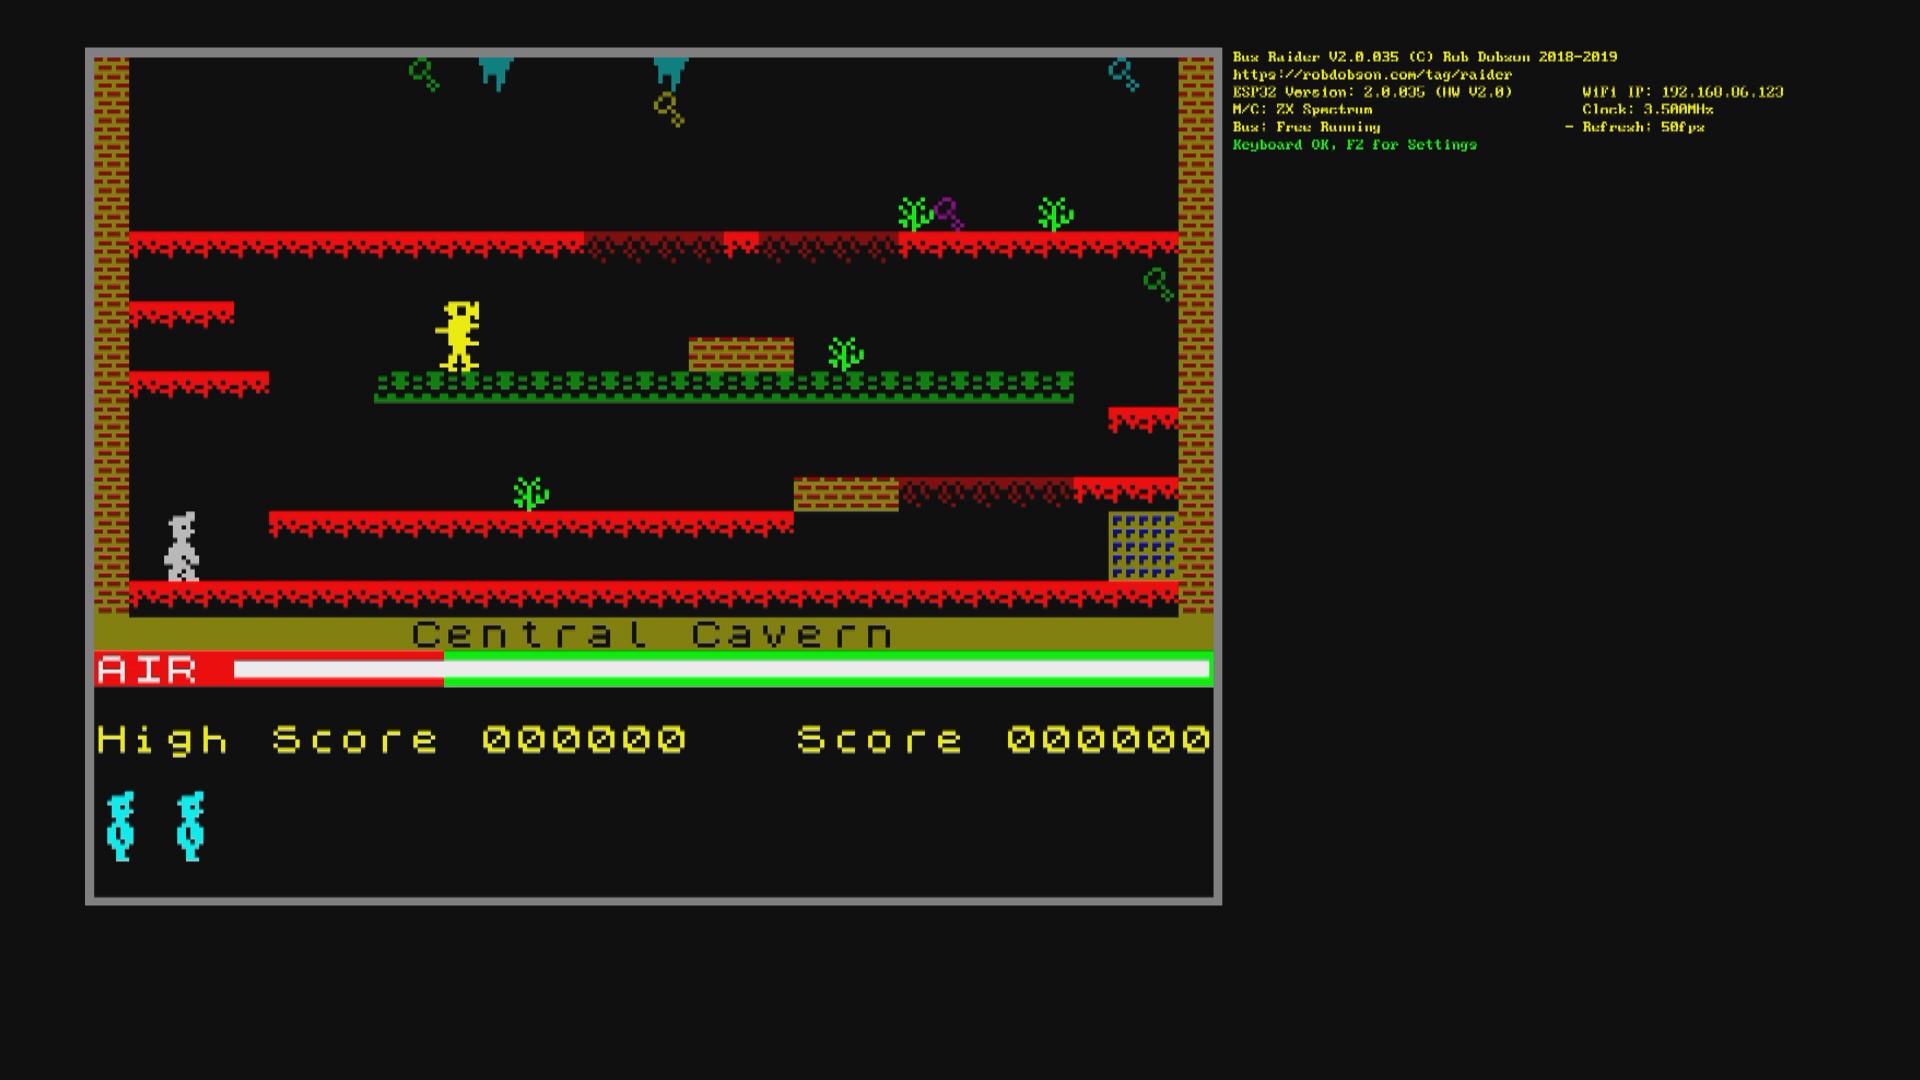 Bus Raider V2.0.035 (C) Rob Dobson 2018-2019
https://robdobson.com/tag/raider
ESP32 Version: 2.0.035 (HW V2.0) WiFi IP: 192.168.86.123
M/C: ZX Spectrum Clock: 3.500MHz
Bus: Free Running - Refresh: 50fps
Keyboard OK, F2 for Settings
Central Cavern
AIR
High Score 000000 Score 000000